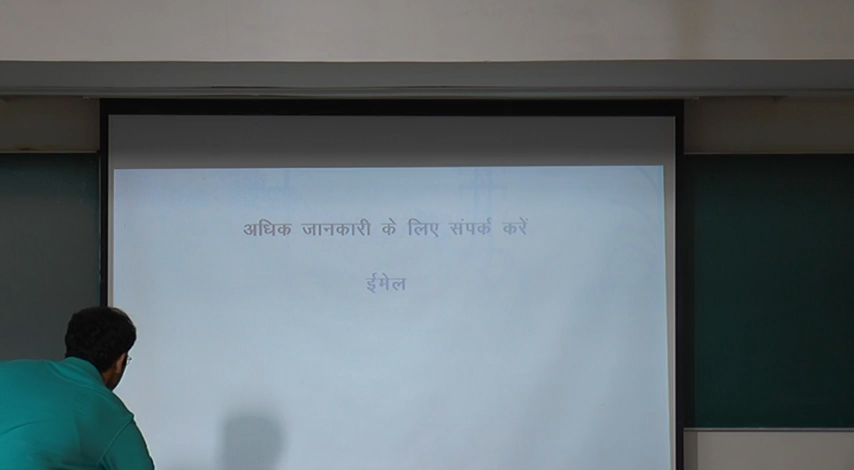 अधिक जानकारी के लिए संपर्क करें
ईमेल